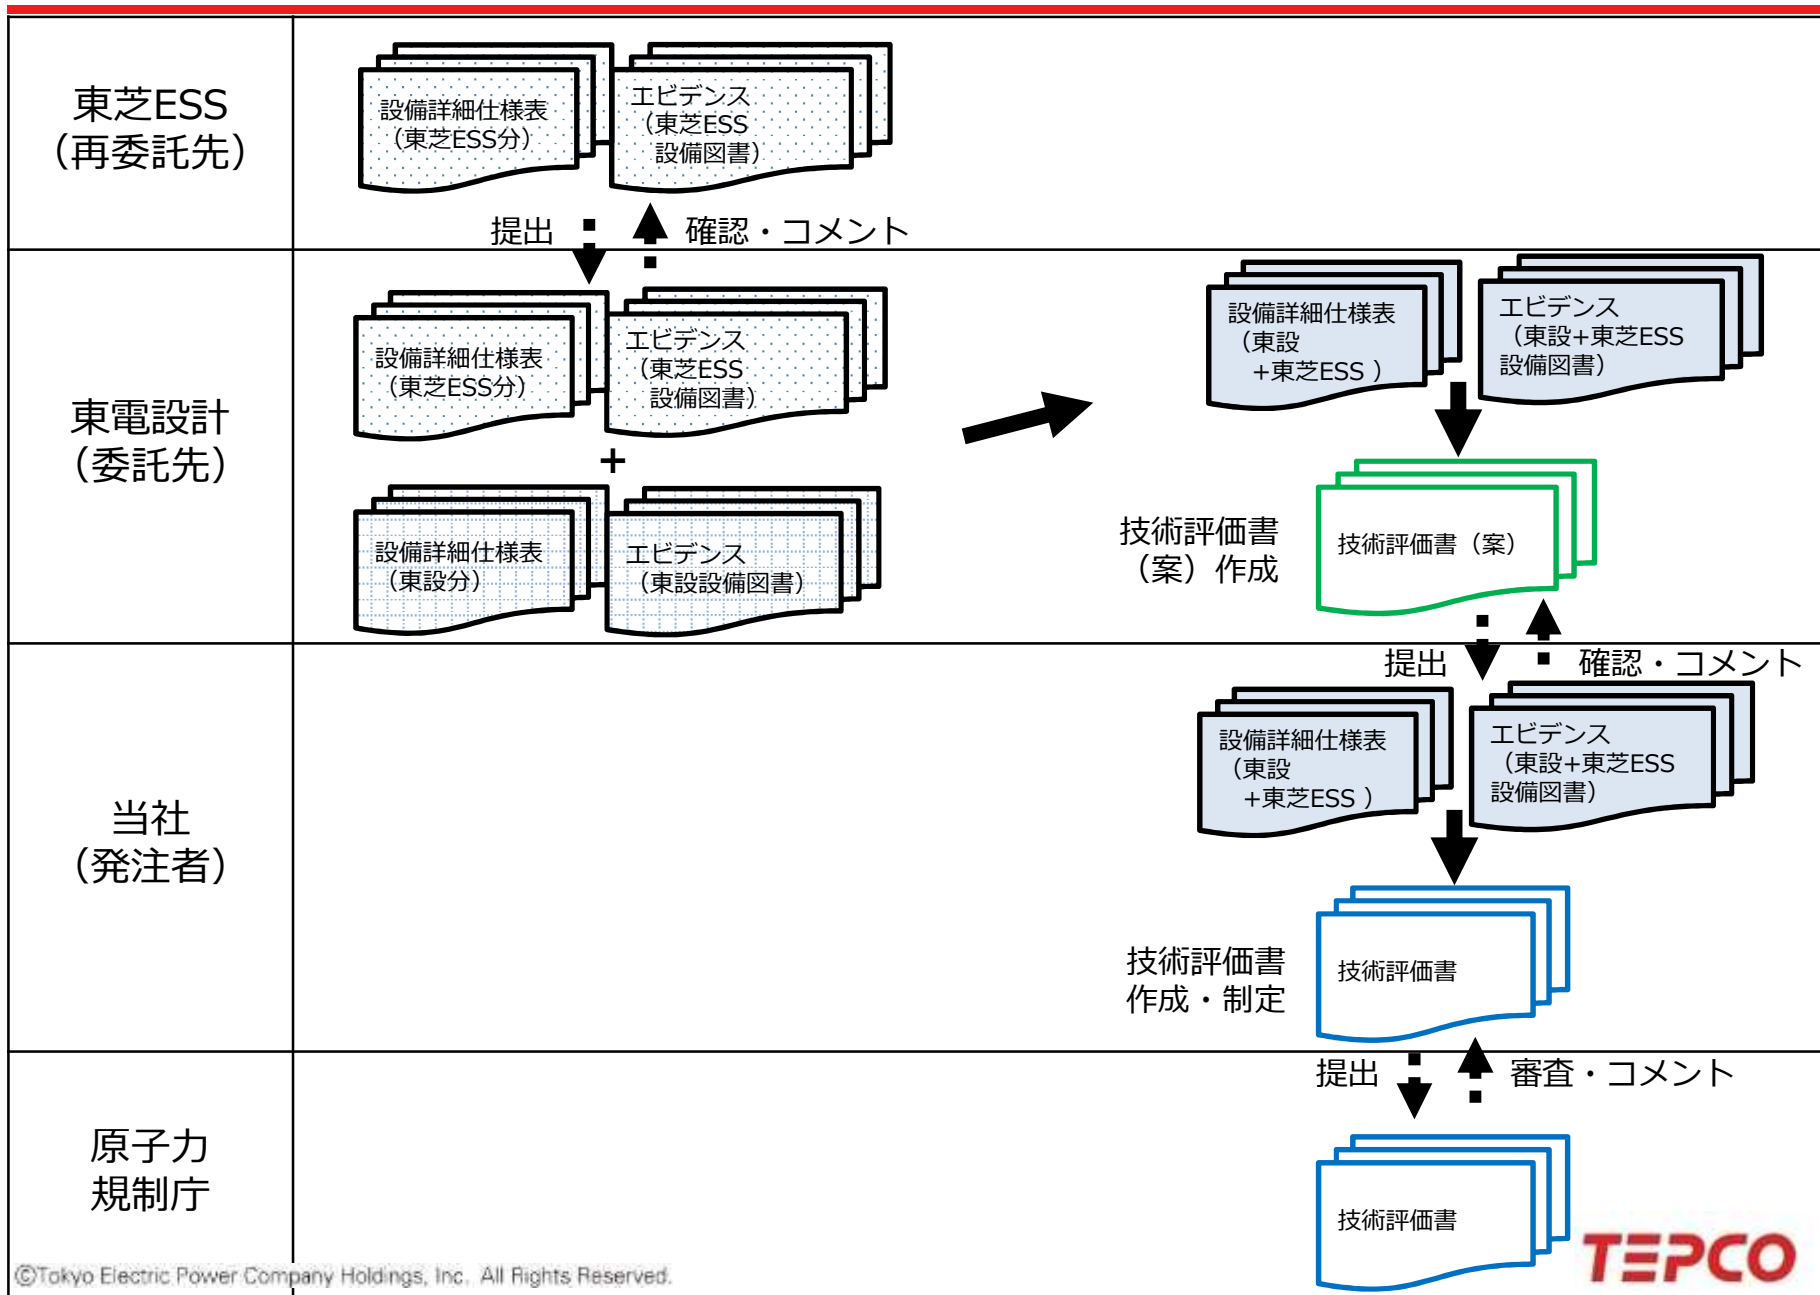 東芝ESS
（再委託先）
設備詳細仕様表
（東芝ESS分）
エビデンス
（東芝ESS
設備図書）
提出
確認・コメント
東電設計
（委託先）
設備詳細仕様表
（東芝ESS分）
エビデンス
（東芝ESS
設備図書）
+
設備詳細仕様表
（東設分）
エビデンス
（東設設備図書）
設備詳細仕様表
（東設
+東芝ESS ）
エビデンス
（東設+東芝ESS
設備図書）
技術評価書
（案）作成
技術評価書（案）
提出
確認・コメント
当社
（発注者）
設備詳細仕様表
（東設
+東芝ESS ）
エビデンス
（東設+東芝ESS
設備図書）
技術評価書
作成・制定
技術評価書
提出
審査・コメント
原子力
規制庁
技術評価書
©Tokyo Electric Power Company Holdings, Inc. All Rights Reserved.
TEPCO